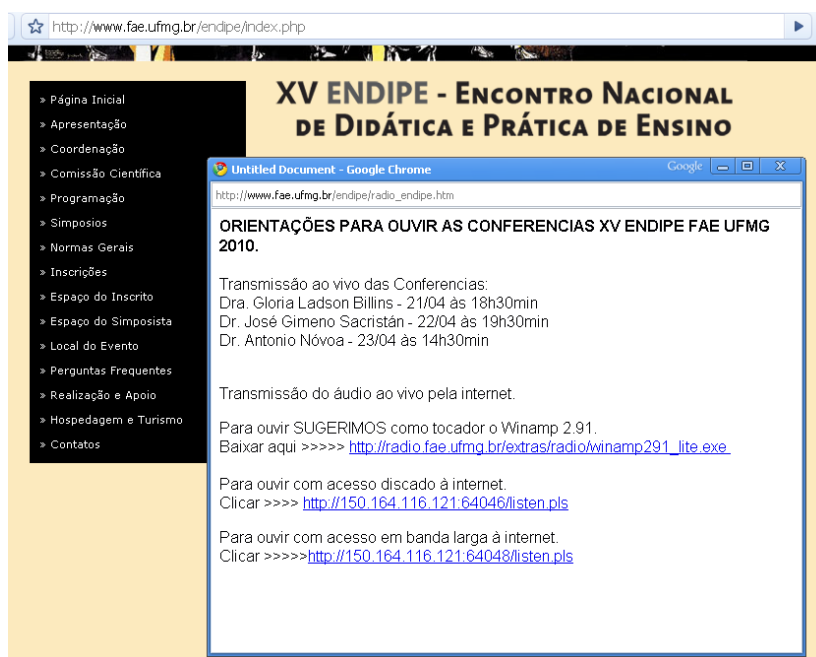 http://www.fae.ufmg.br/endipe/index.php
» Página Inicial
» Apresentação
» Coordenação
» Comissão Científica
» Programação
» Simposios
» Normas Gerais
» Inscrições
» Espaço do Inscrito
» Espaço do Simposista
» Local do Evento
» Perguntas Frequentes
» Realização e Apoio
» Hospedagem e Turismo
» Contatos
XV ENDIPE - ENCONTRO NACIONAL
DE DIDÁTICA E PRÁTICA DE ENSINO
Untitled Document - Google Chrome
Google
http://www.fae.ufmg.br/endipe/radio_endipe.htm
ORIENTAÇÕES PARA OUVIR AS CONFERENCIAS XV ENDIPE FAE UFMG
2010.
Transmissão ao vivo das Conferencias:
Dra. Gloria Ladson Billins - 21/04 às 18h30min
Dr. José Gimeno Sacristán - 22/04 às 19h30min
Dr. Antonio Nóvoa - 23/04 às 14h30min
Transmissão do áudio ao vivo pela internet.
Para ouvir SUGERIMOS como tocador o Winamp 2.91.
Baixar aqui >>>>> http://radio.fae.ufmg.br/extras/radio/winamp291_lite.exe
Para ouvir com acesso discado à internet.
Clicar >>>> http://150.164.116.121:64046/listen.pls
Para ouvir com acesso em banda larga à internet.
Clicar >>>>>http://150.164.116.121:64048/listen.pls